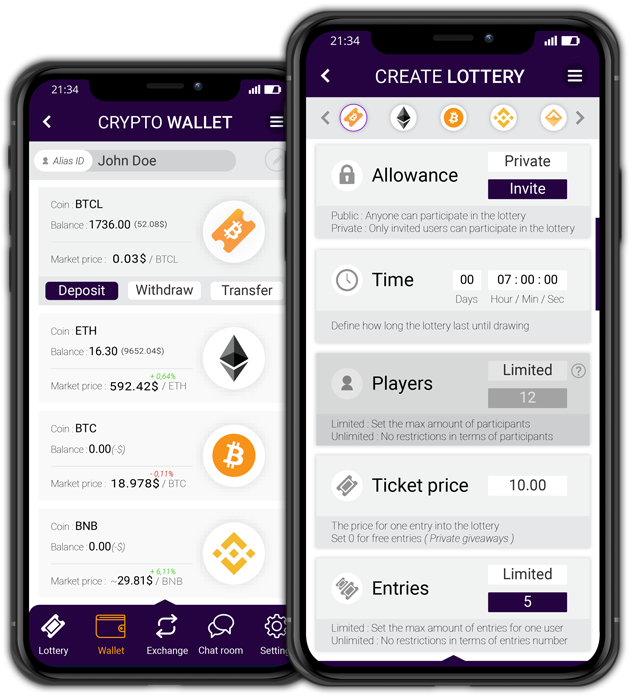 21:34
CRYPTO WALLET
Alias ID John Doe
Coin : BTCL
Balance : 1736.00 (52.08$)
Market price : 0.03$ / BTCL
Deposit Withdraw Transfer
Coin : ETH
Balance : 16.30 (9652.04$)
+ 0,64%
Market price : 592.42$ / ETH
Coin : BTC
Balance : 0.00(-$)
- 0,11%
Market price : 18.978$ / BTC
Coin : BNB
Balance : 0.00(-$)
+ 6,11%
Market price : ~29.81$ / BNB
Lottery Wallet Exchange Chat room Setting
21:34
CREATE LOTTERY
Allowance
Private
Invite
Public : Anyone can participate in the lottery
Private : Only invited users can participate in the lottery
Time
00 07 : 00 : 00
Days Hour / Min / Sec
Define how long the lottery last until drawing
Players
Limited ?
12
Limited : Set the max amount of participants
Unlimited : No restrictions in terms of participants
Ticket price 10.00
The price for one entry into the lottery
Set 0 for free entries ( Private giveaways )
Entries
Limited
5
Limited : Set the max amount of entries for one user
Unlimited : No restrictions in terms of entries number